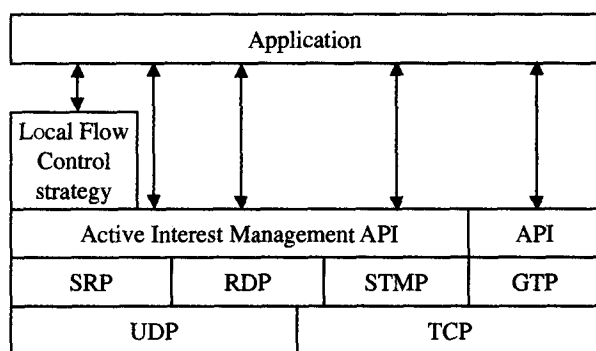 Application
Local Flow
Control
strategy
Active Interest Management API
API
SRP
RDP
STMP
GTP
UDP
TCP